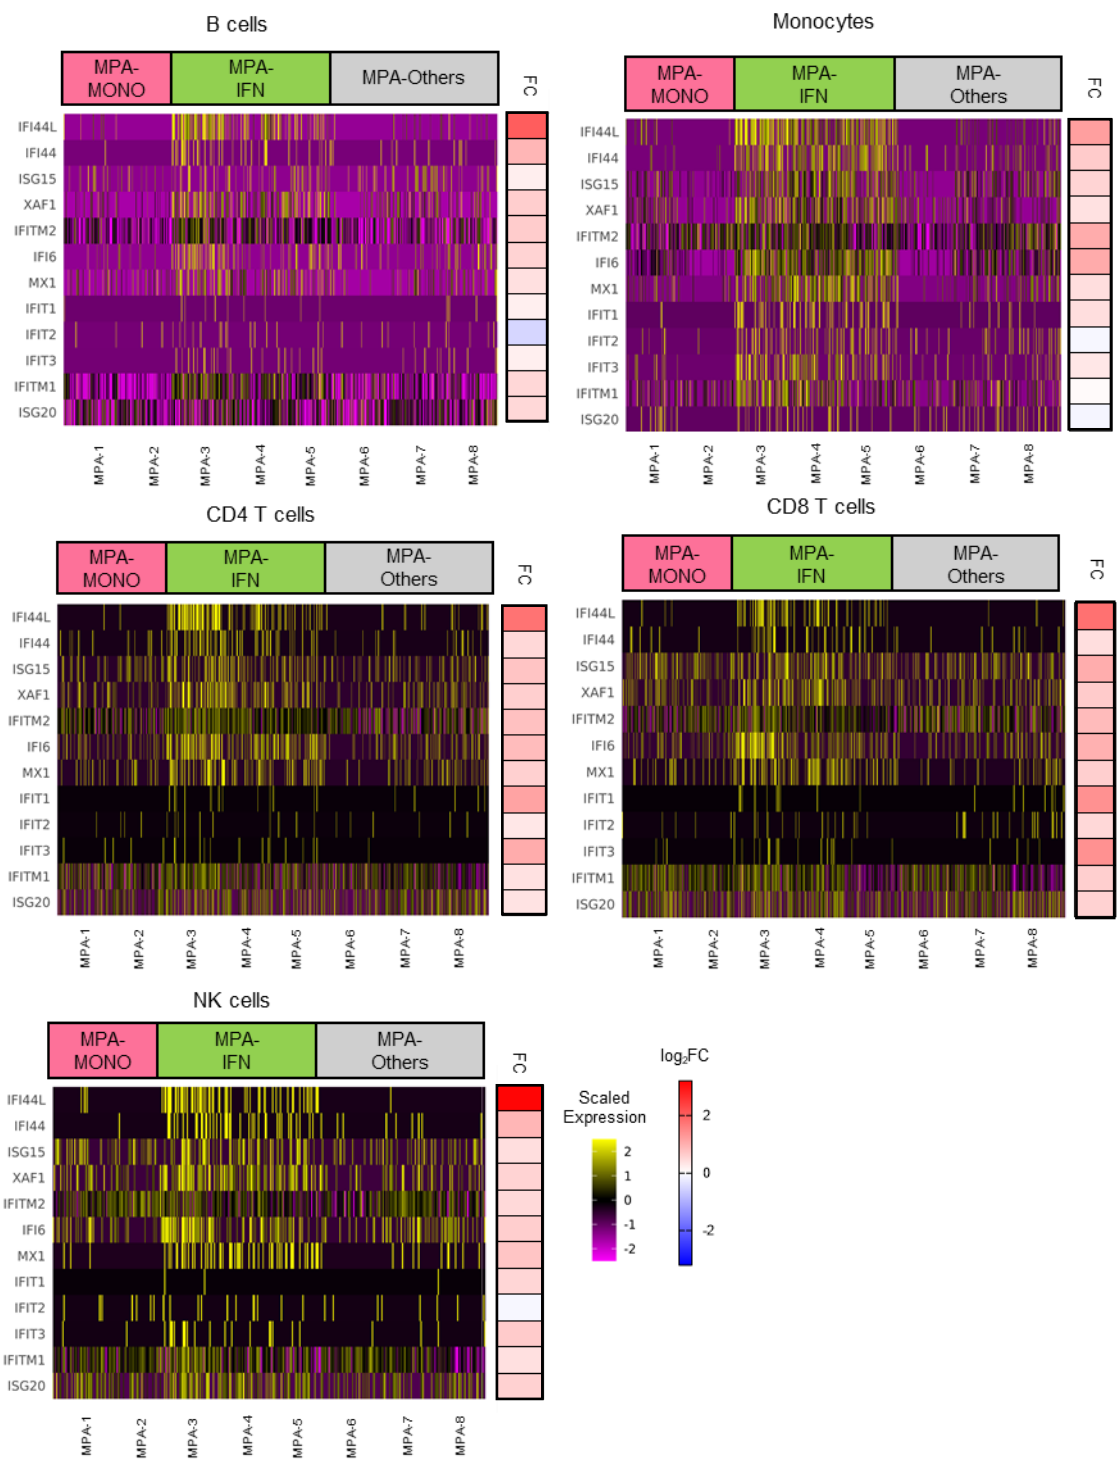 B cells
MPA-
MONO
MPA-
IFN
MPA-Others
FC
IFI44L
IFI44
ISG15
XAF1
IFITM2
IFI6
MX1
IFIT1
IFIT2
IFIT3
IFITM1
ISG20
MPA-1
MPA-2
MPA-3
MPA-4
MPA-5
MPA-6
MPA-7
MPA-8
Monocytes
MPA-
MONO
MPA-
IFN
MPA-
Others
FC
IFI44L
IFI44
ISG15
XAF1
IFITM2
IFI6
MX1
IFIT1
IFIT2
IFIT3
IFITM1
ISG20
MPA-1
MPA-2
MPA-3
MPA-4
MPA-5
MPA-6
MPA-7
MPA-8
CD4 T cells
MPA-
MONO
MPA-
IFN
MPA-
Others
FC
IFI44L
IFI44
ISG15
XAF1
IFITM2
IFI6
MX1
IFIT1
IFIT2
IFIT3
IFITM1
ISG20
MPA-1
MPA-2
MPA-3
MPA-4
MPA-5
MPA-6
MPA-7
MPA-8
CD8 T cells
MPA-
MONO
MPA-
IFN
MPA-
Others
FC
IFI44L
IFI44
ISG15
XAF1
IFITM2
IFI6
MX1
IFIT1
IFIT2
IFIT3
IFITM1
ISG20
MPA-1
MPA-2
MPA-3
MPA-4
MPA-5
MPA-6
MPA-7
MPA-8
NK cells
MPA-
MONO
MPA-
IFN
MPA-
Others
FC
IFI44L
IFI44
ISG15
XAF1
IFITM2
IFI6
MX1
IFIT1
IFIT2
IFIT3
IFITM1
ISG20
MPA-1
MPA-2
MPA-3
MPA-4
MPA-5
MPA-6
MPA-7
MPA-8
Scaled
Expression
2
1
0
-1
-2
log₂FC
2
0
-2